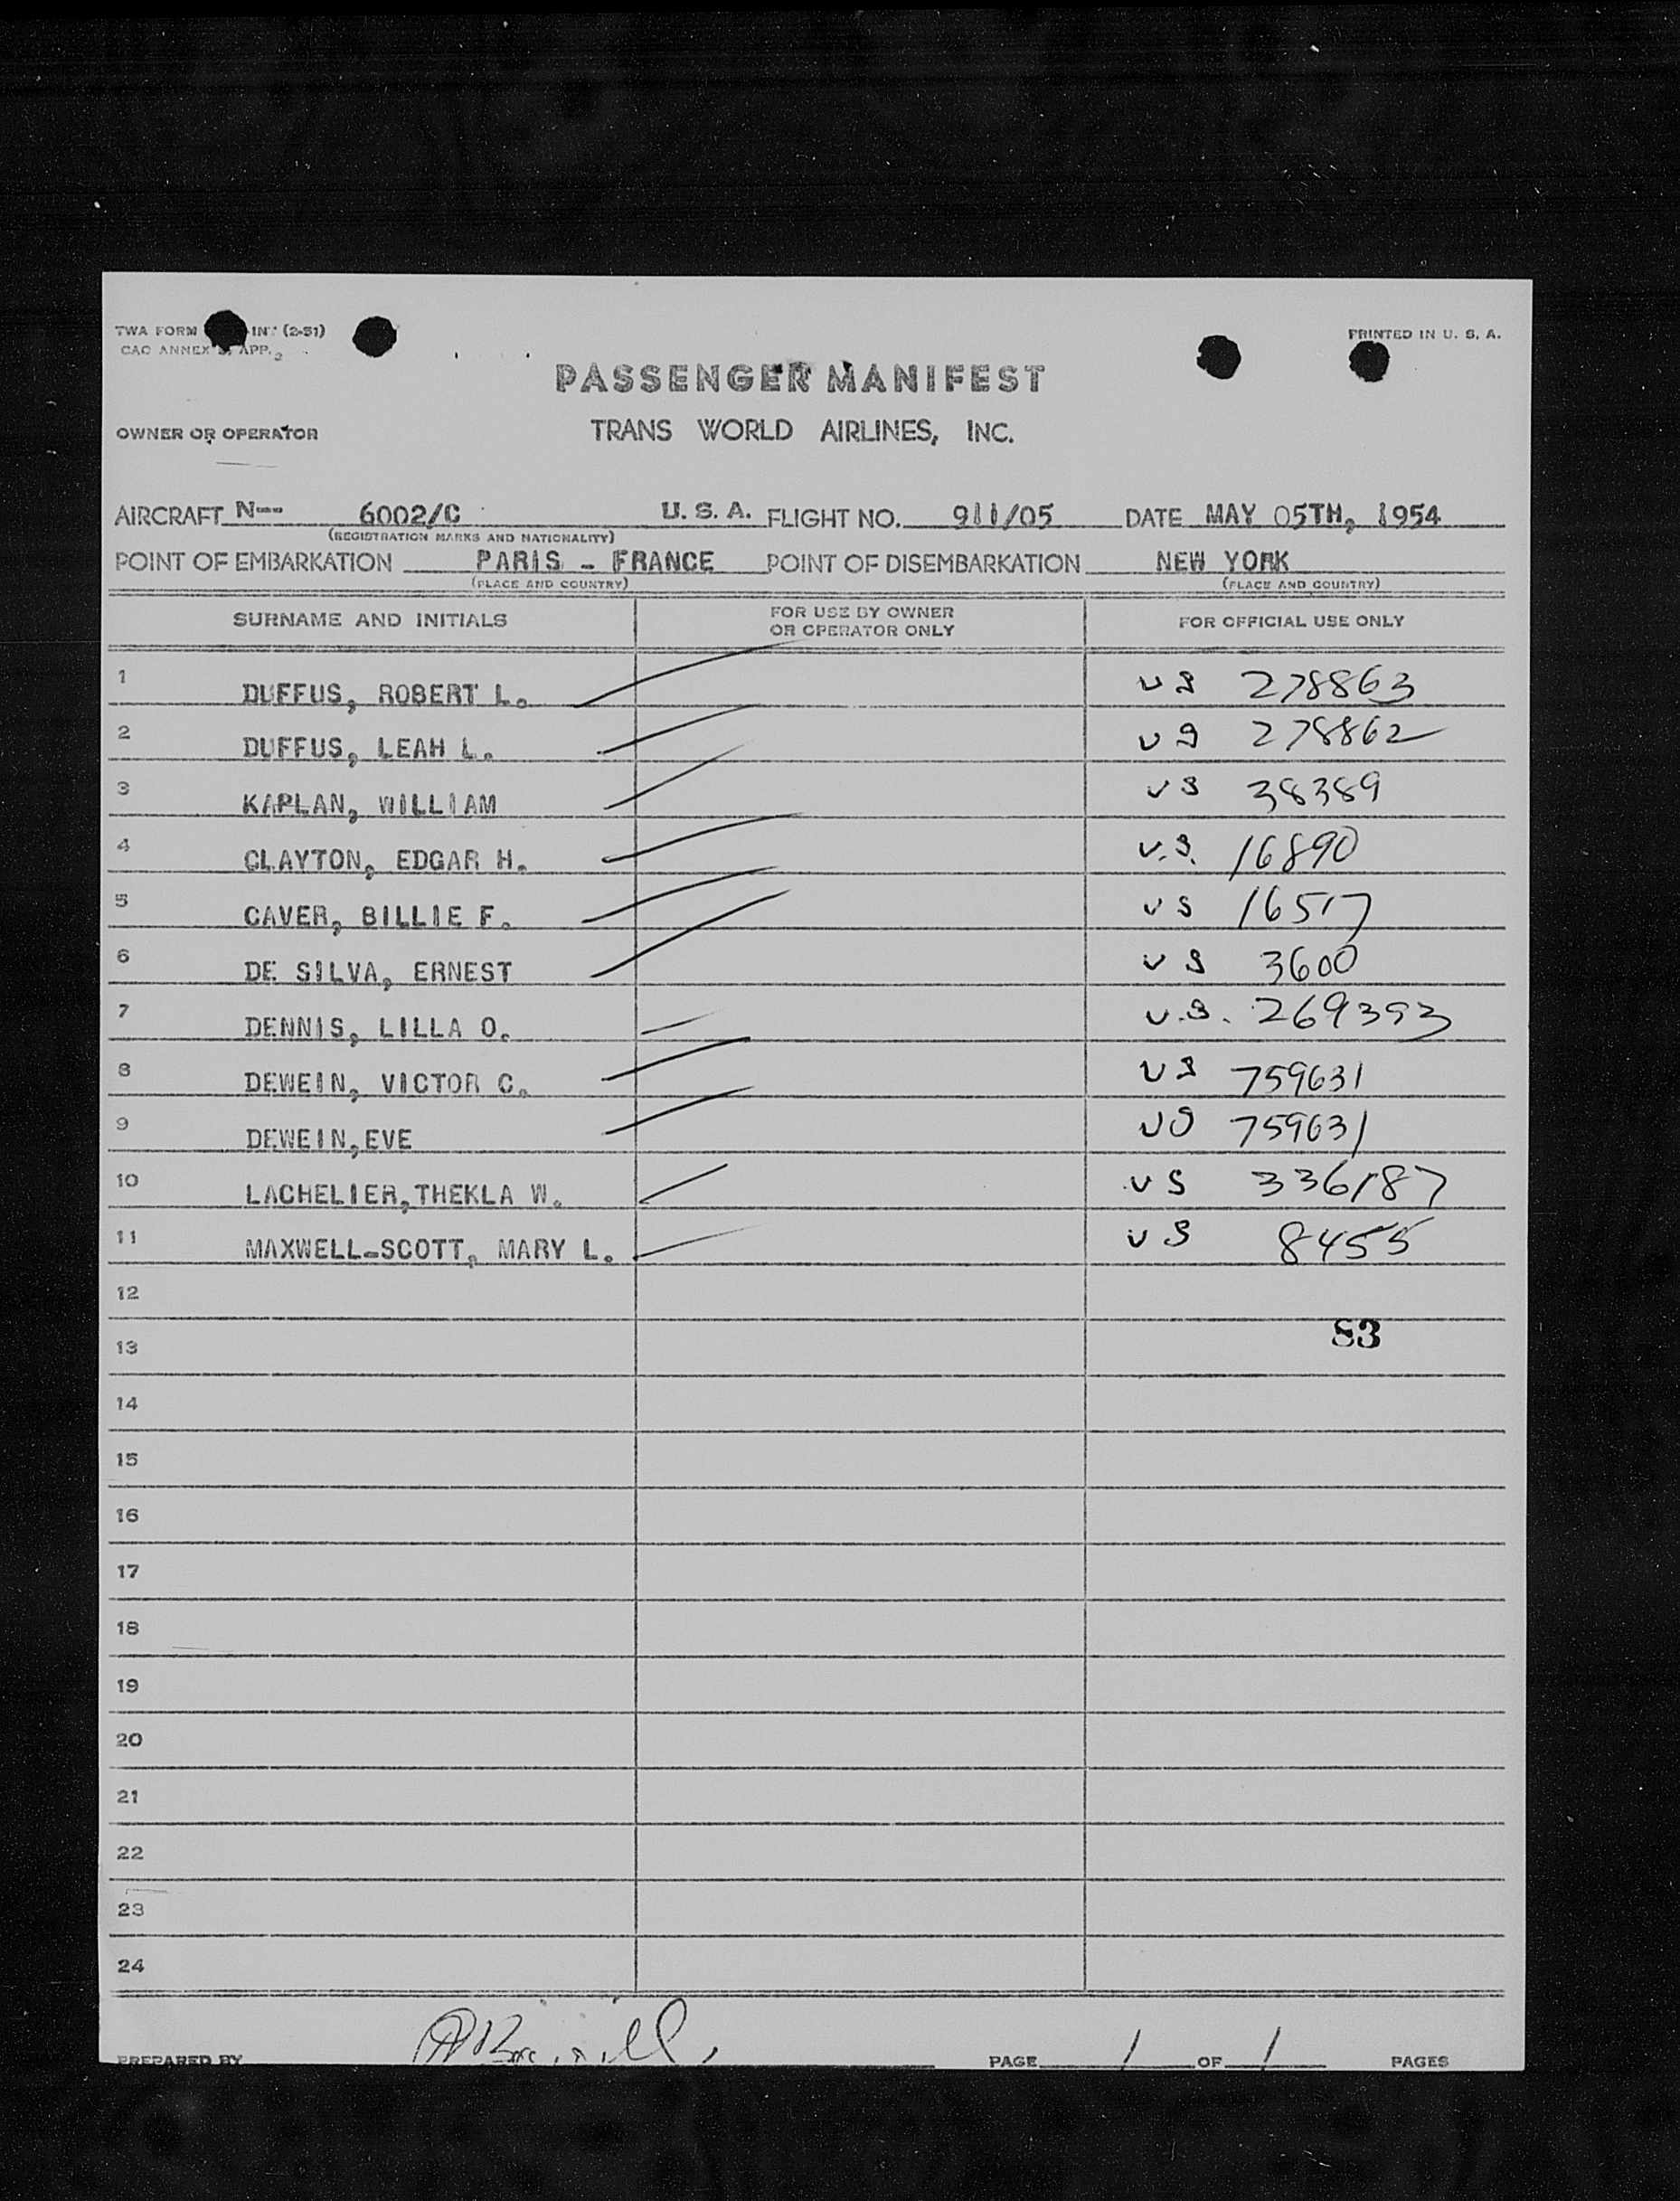 TWA FORM INT (2-51) PRINTED IN U. S. A.
CAO ANNEX APP. 2
PASSENGER MANIFEST
OWNER OR OPERATOR TRANS WORLD AIRLINES, INC.
AIRCRAFT N-- 6002/C U. S. A. FLIGHT NO. 911/05 DATE MAY 05TH, 1954
(REGISTRATION MARKS AND NATIONALITY)
POINT OF EMBARKATION PARIS - FRANCE POINT OF DISEMBARKATION NEW YORK
(PLACE AND COUNTRY) (PLACE AND COUNTRY)
SURNAME AND INITIALS FOR USE BY OWNER OR OPERATOR ONLY FOR OFFICIAL USE ONLY
1 DUFFUS, ROBERT L. US 278863
2 DUFFUS, LEAH L. US 278862
3 KAPLAN, WILLIAM US 38389
4 CLAYTON, EDGAR H. U.S. 16890
5 CAVER, BILLIE F. US 16517
6 DE SILVA, ERNEST US 3600
7 DENNIS, LILLA O. U.S. 269393
8 DEWEIN, VICTOR C. US 759631
9 DEWEIN,EVE US 759631
10 LACHELIER,THEKLA W. US 336187
11 MAXWELL-SCOTT, MARY L. US 8455
12
13 83
14
15
16
17
18
19
20
21
22
23
24
PREPARED BY PAGE 1 OF 1 PAGES